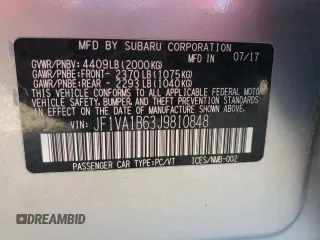 MFD BY SUBARU CORPORATION 07/17
GVWR/PNBV: 4409LB(2000KG)
GAWR/PNBE:FRONT- 2370LB(1075KG)
GAWR/PNBE:REAR - 2293LB(1040KG)
THIS VEHICLE CONFORMS TO ALL APPLICABLE
FEDERAL MOTOR VEHICLE SAFETY, BUMPER,
AND THEFT PREVENTION STANDARDS IN EFFECT
ON THE DATE OF MANUFACTURE SHOWN ABOVE.
VIN: JF1VA1B63J9810848
PASSENGER CAR TYPE:PC/VT ICES/NMB-002
DREAMBID